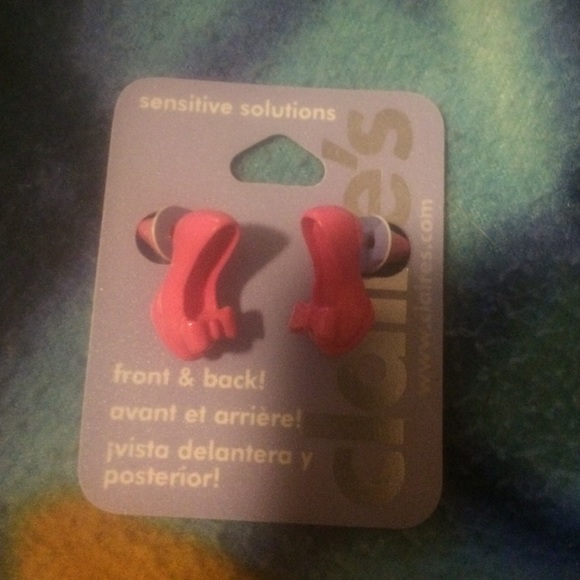 sensitive solutions
claire's
www.claires.com
front & back!
avant et arrière!
¡vista delantera y
posterior!